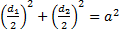 (d₁/2)² + (d₂/2)² = a²